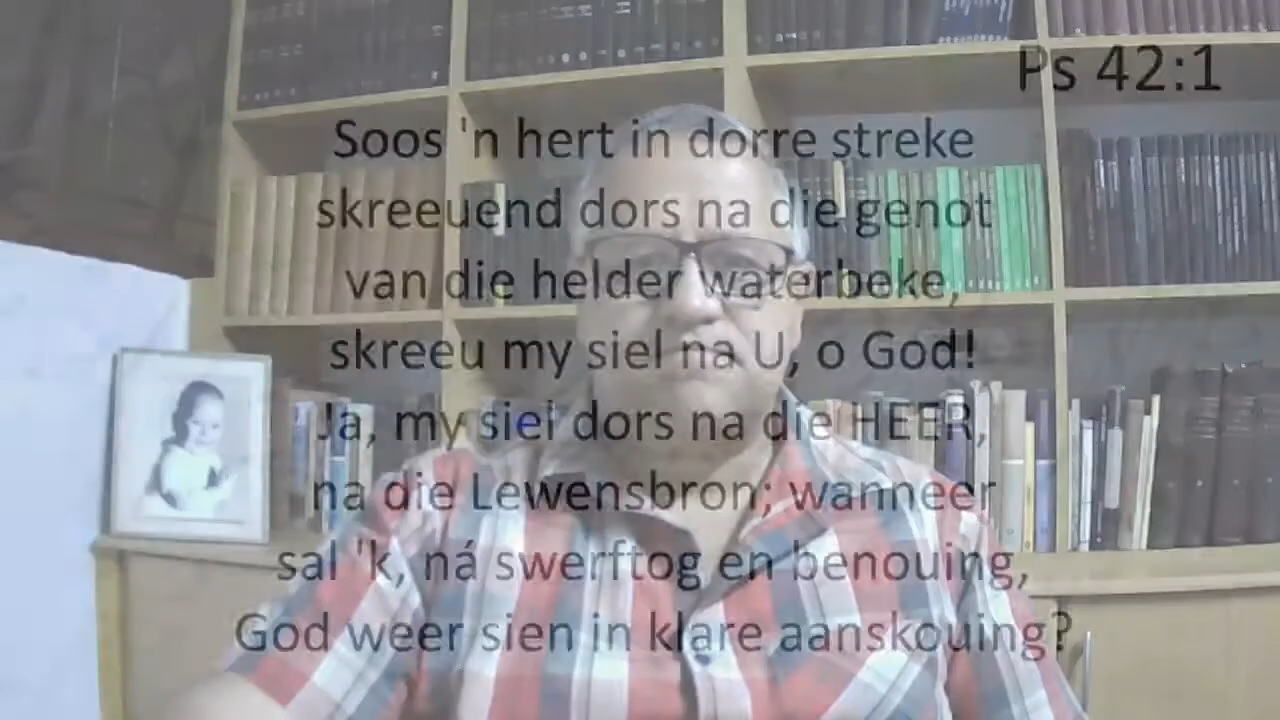 Ps 42:1
Soos 'n hert in dorre streke
skreeuend dors na die genot
van die helder waterbeke,
skreeu my siel na U, o God!
Ja, my siel dors na die HEER,
na die Lewensbron; wanneer
sal 'k, ná swerftog en benouing,
God weer sien in klare aanskouing?